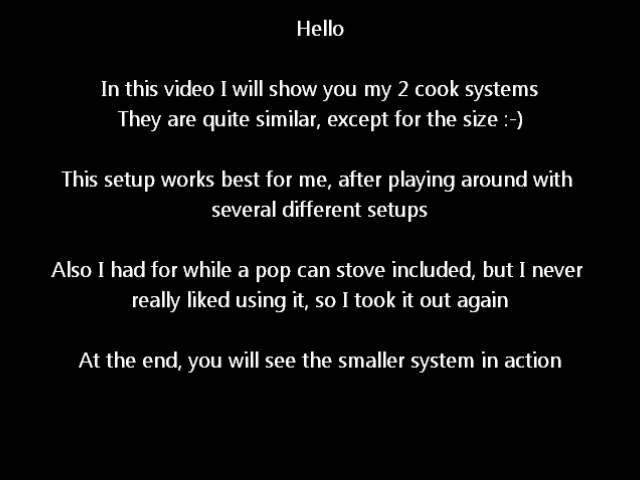 Hello
In this video I will show you my 2 cook systems
They are quite similar, except for the size :-)
This setup works best for me, after playing around with
several different setups
Also I had for while a pop can stove included, but I never
really liked using it, so I took it out again
At the end, you will see the smaller system in action